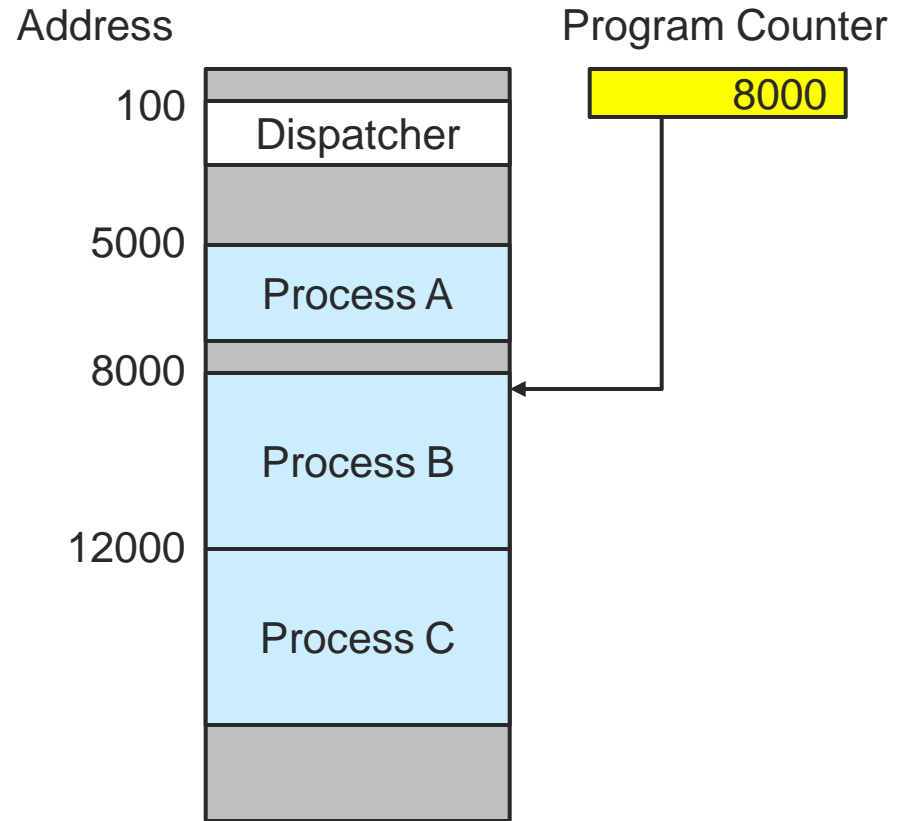 Address
Program Counter
8000
100
Dispatcher
5000
Process A
8000
Process B
12000
Process C